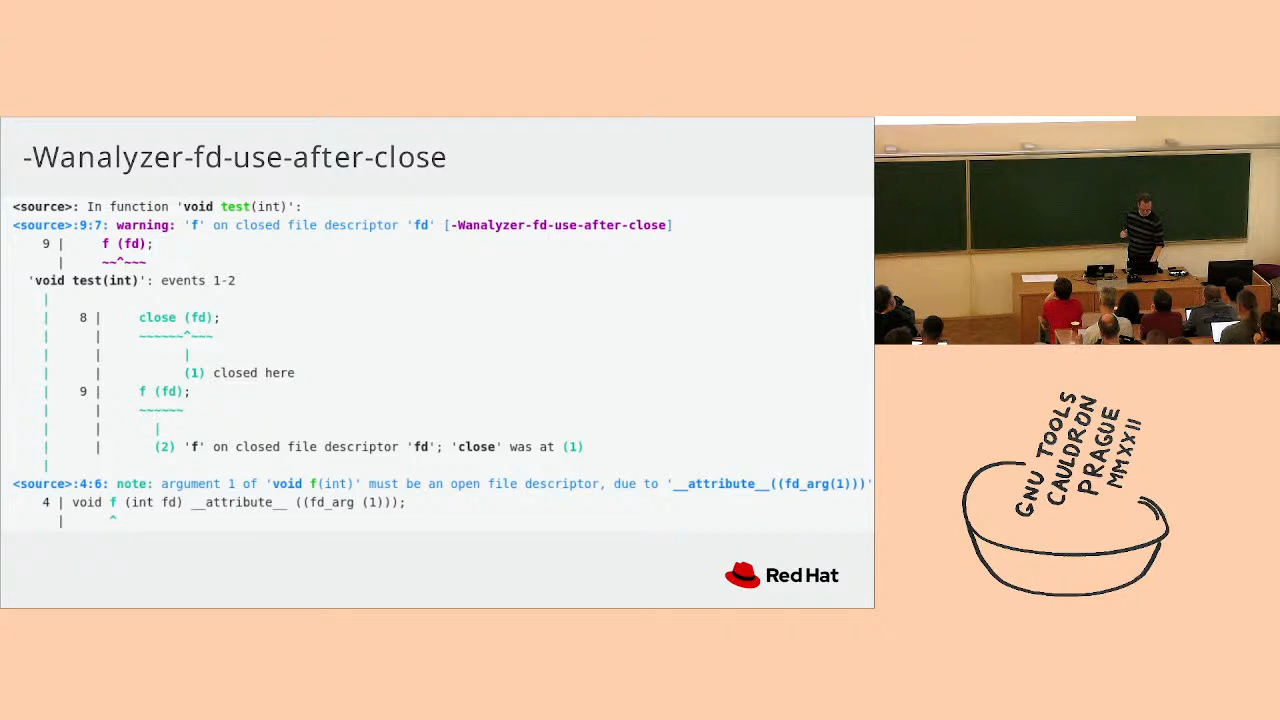 -Wanalyzer-fd-use-after-close
<source>: In function 'void test(int)':
<source>:9:7: warning: 'f' on closed file descriptor 'fd' [-Wanalyzer-fd-use-after-close]
9 | f (fd);
| ~~^~~~
'void test(int)': events 1-2
|
| 8 | close (fd);
| | ~~~~~~^~~~
| | |
| | (1) closed here
| 9 | f (fd);
| | ~~~~~~
| | |
| | (2) 'f' on closed file descriptor 'fd'; 'close' was at (1)
|
<source>:4:6: note: argument 1 of 'void f(int)' must be an open file descriptor, due to '__attribute__((fd_arg(1)))'
4 | void f (int fd) __attribute__ ((fd_arg (1)));
| ^
Red Hat
GNU TOOLS
CAULDRON
PRAGUE
MMXXII